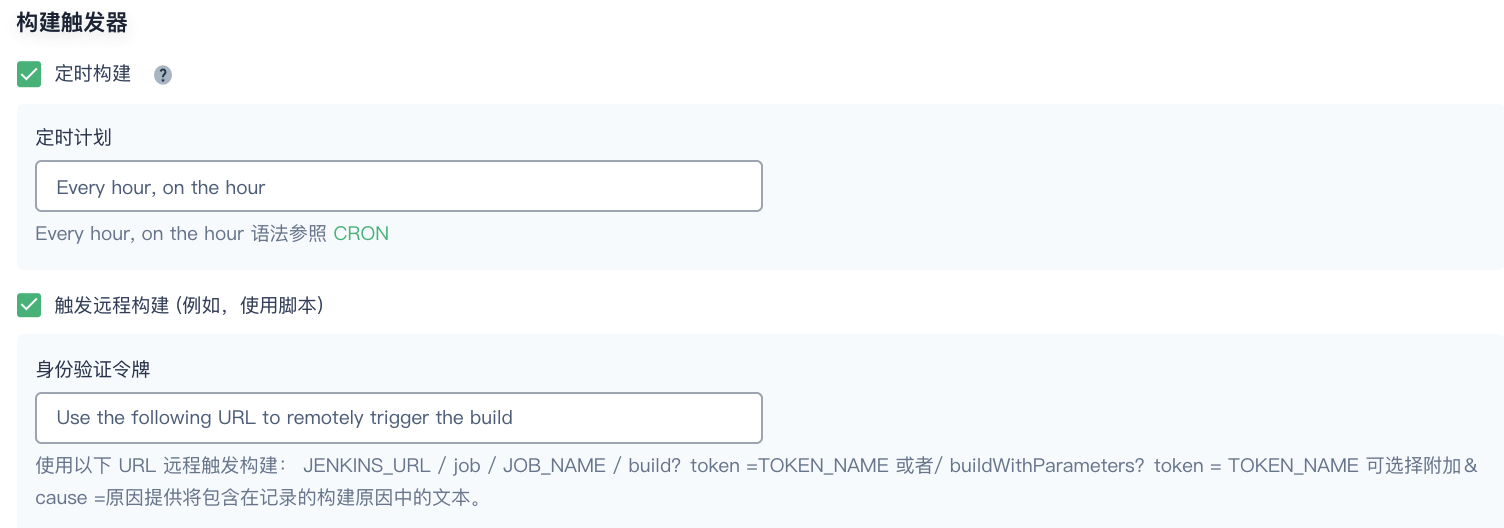 构建触发器
定时构建 ?
定时计划
Every hour, on the hour
Every hour, on the hour 语法参照 CRON
触发远程构建 (例如，使用脚本)
身份验证令牌
Use the following URL to remotely trigger the build
使用以下 URL 远程触发构建： JENKINS_URL / job / JOB_NAME / build? token =TOKEN_NAME 或者/ buildWithParameters? token = TOKEN_NAME 可选择附加＆
cause =原因提供将包含在记录的构建原因中的文本。